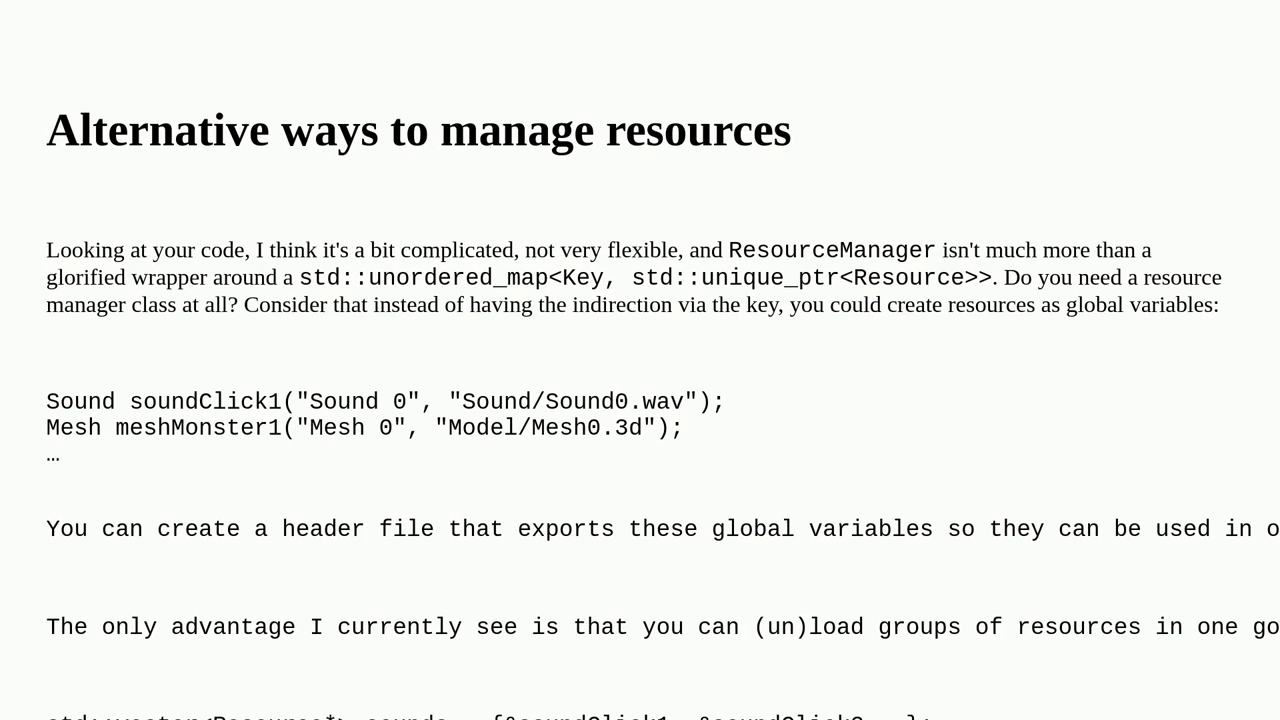 Alternative ways to manage resources
Looking at your code, I think it's a bit complicated, not very flexible, and ResourceManager isn't much more than a
glorified wrapper around a std::unordered_map<Key, std::unique_ptr<Resource>>. Do you need a resource
manager class at all? Consider that instead of having the indirection via the key, you could create resources as global variables:
Sound soundClick1("Sound 0", "Sound/Sound0.wav");
Mesh meshMonster1("Mesh 0", "Model/Mesh0.3d");
…
You can create a header file that exports these global variables so they can be used in
The only advantage I currently see is that you can (un)load groups of resources in one go